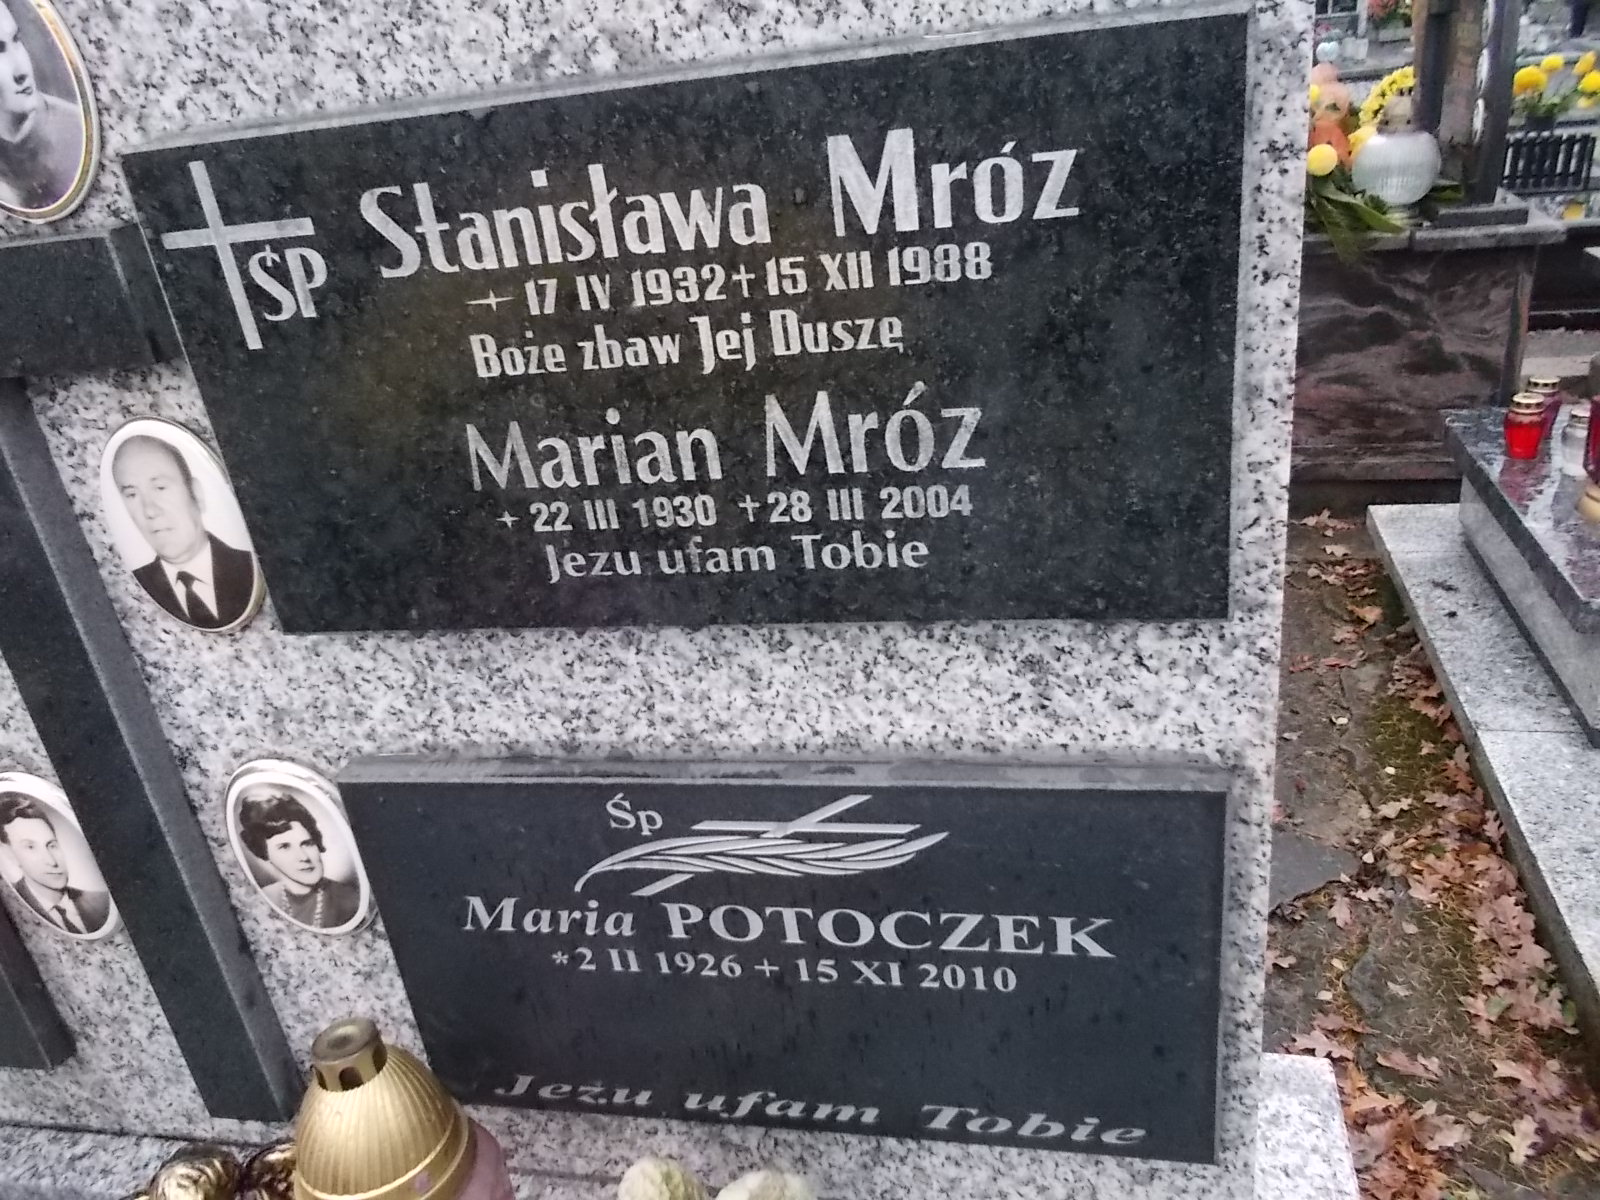 ŚP
Stanisława Mróz
+ 17 IV 1932 + 15 XII 1988
Boże zbaw Jej Duszę
Marian Mróz
+ 22 III 1930 + 28 III 2004
Jezu ufam Tobie
Śp
Maria POTOCZEK
*2 II 1926 + 15 XI 2010
Jezu ufam Tobie